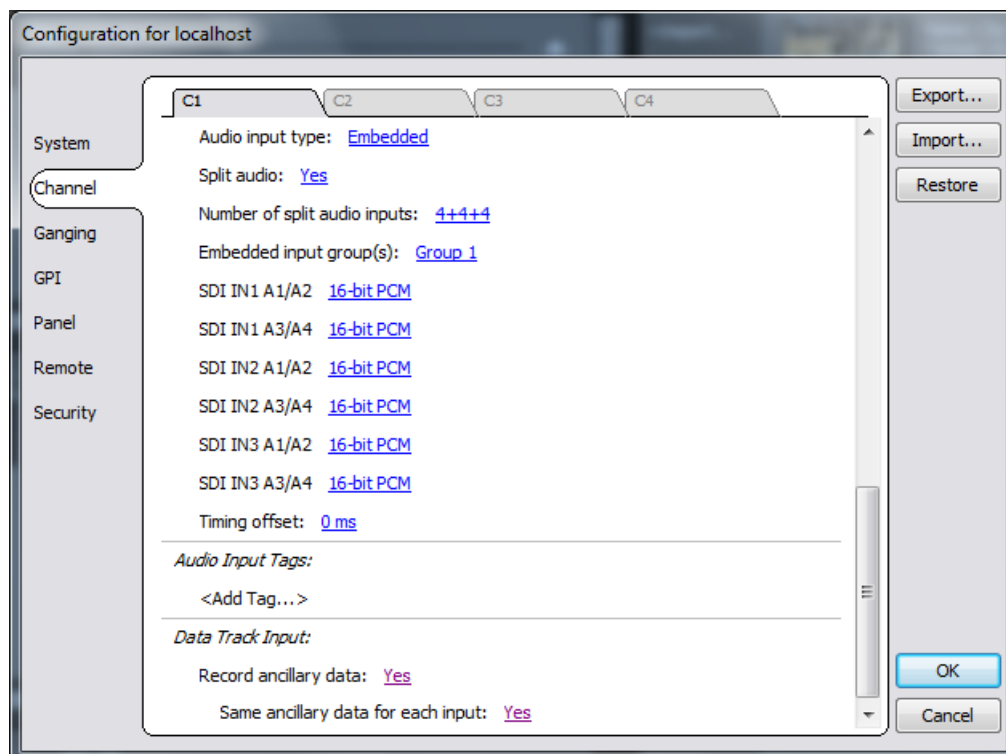 Configuration for localhost
C1
C2
C3
C4
System
Channel
Ganging
GPI
Panel
Remote
Security
Audio input type: Embedded
Split audio: Yes
Number of split audio inputs: 4+4+4
Embedded input group(s): Group 1
SDI IN1 A1/A2 16-bit PCM
SDI IN1 A3/A4 16-bit PCM
SDI IN2 A1/A2 16-bit PCM
SDI IN2 A3/A4 16-bit PCM
SDI IN3 A1/A2 16-bit PCM
SDI IN3 A3/A4 16-bit PCM
Timing offset: 0 ms
Audio Input Tags:
<Add Tag...>
Data Track Input:
Record ancillary data: Yes
Same ancillary data for each input: Yes
Export...
Import...
Restore
OK
Cancel